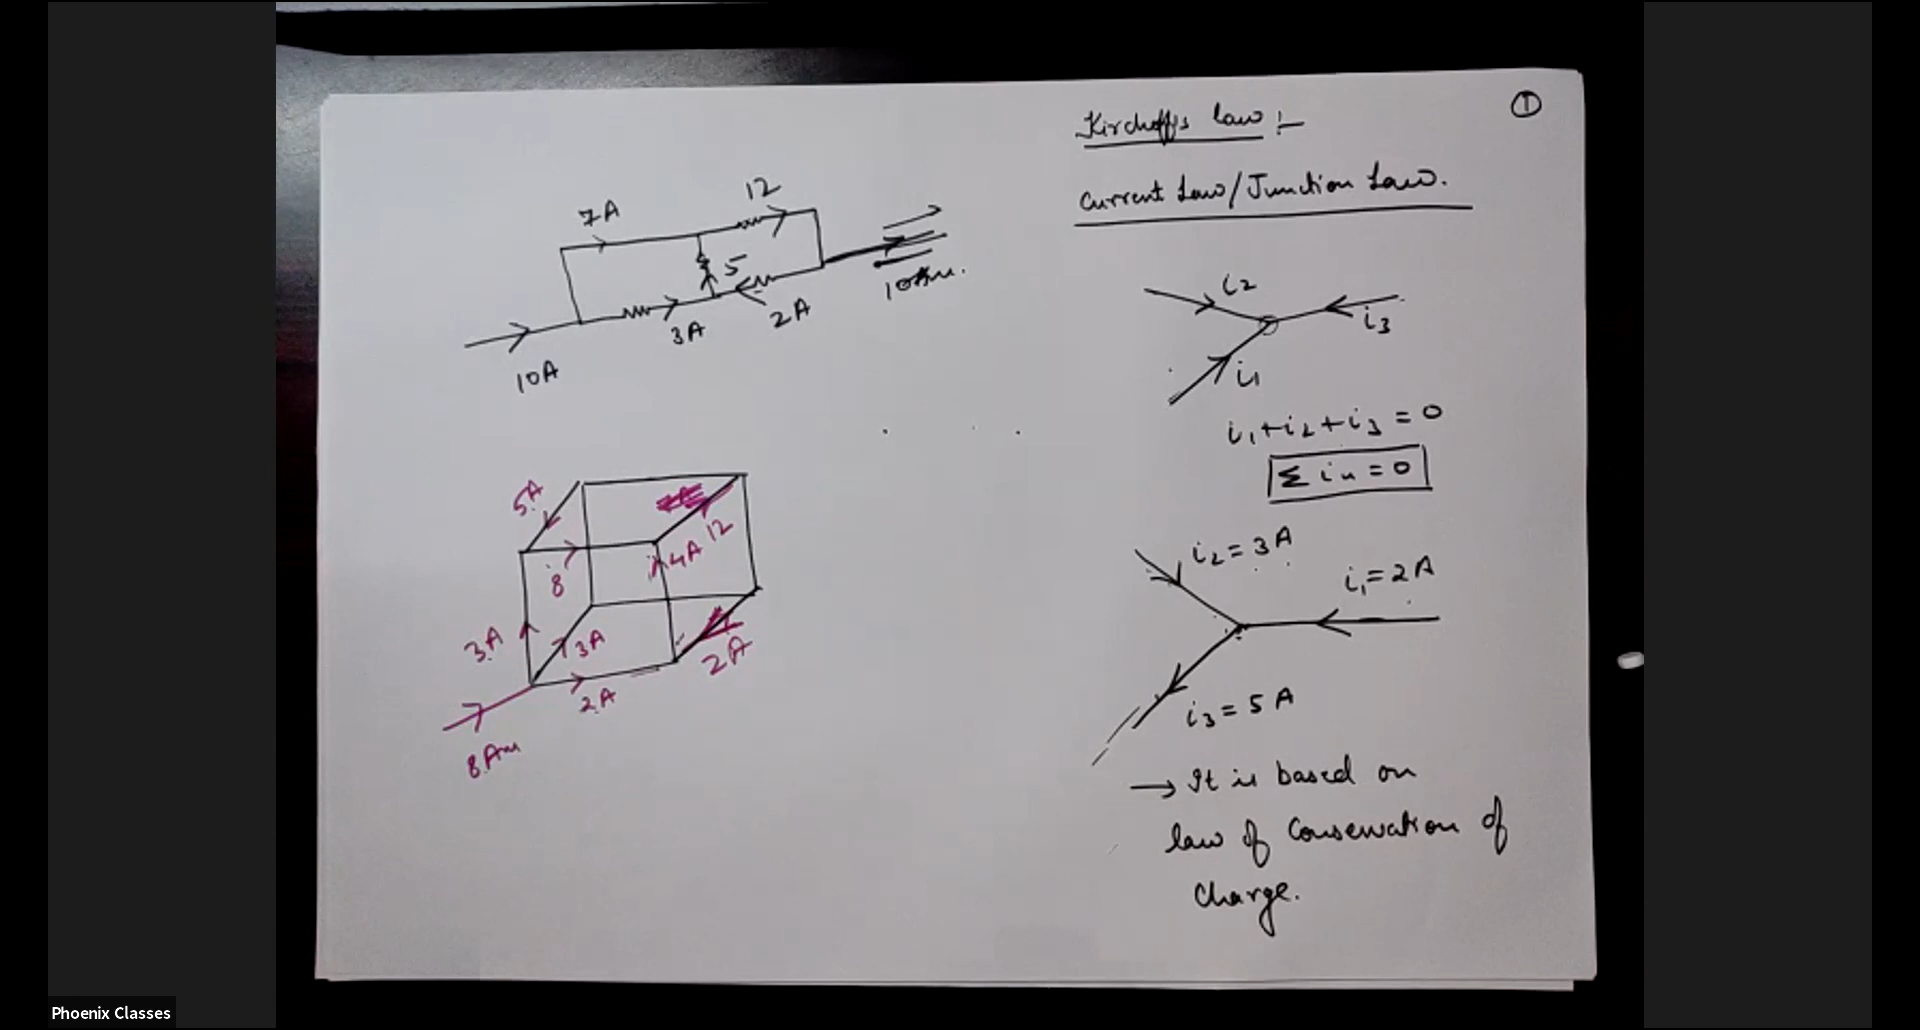 ①
Kirchoff's law :-
Current Law/Junction Law.
7A
12
5
3A
2A
10A
i2
i3
i1
i1+i2+i3 = 0
Σ in = 0
5A
12
4A
8
i2 = 3A
i1 = 2A
3A
3A
2A
2A
i3 = 5A
8 Am
→ It is based on
law of Conservation of
Charge.
Phoenix Classes